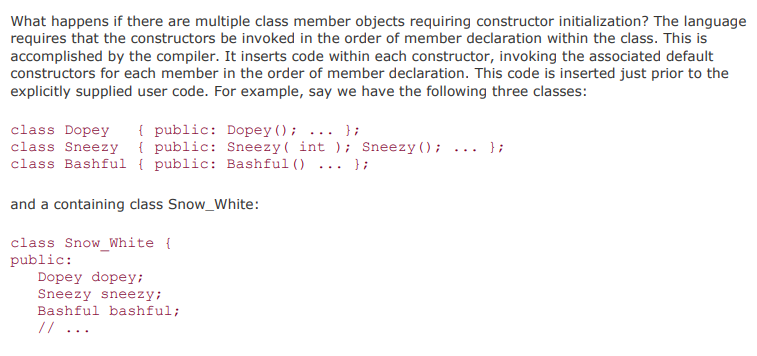 What happens if there are multiple class member objects requiring constructor initialization? The language
requires that the constructors be invoked in the order of member declaration within the class. This is
accomplished by the compiler. It inserts code within each constructor, invoking the associated default
constructors for each member in the order of member declaration. This code is inserted just prior to the
explicitly supplied user code. For example, say we have the following three classes:
class Dopey   { public: Dopey(); ... };
class Sneezy  { public: Sneezy( int ); Sneezy(); ... };
class Bashful { public: Bashful() ... };
and a containing class Snow_White:
class Snow_White {
public:
   Dopey dopey;
   Sneezy sneezy;
   Bashful bashful;
   // ...